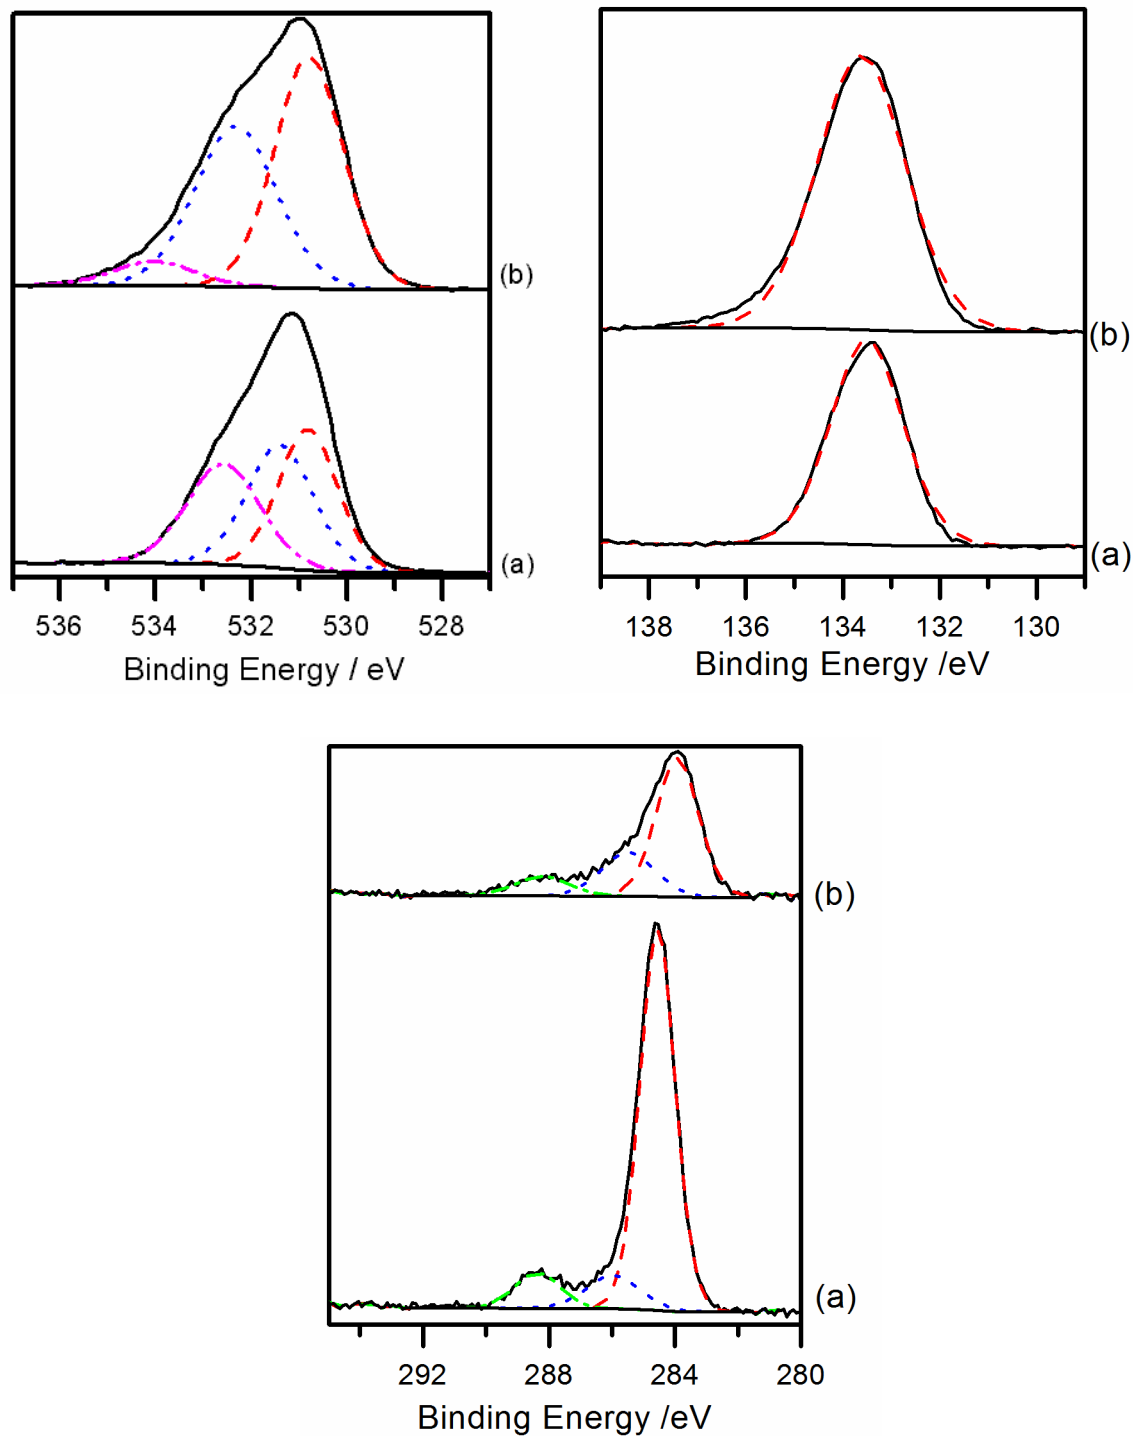 (b)
(a)
536 534 532 530 528
Binding Energy / eV
(b)
(a)
138 136 134 132 130
Binding Energy /eV
(b)
(a)
292 288 284 280
Binding Energy /eV